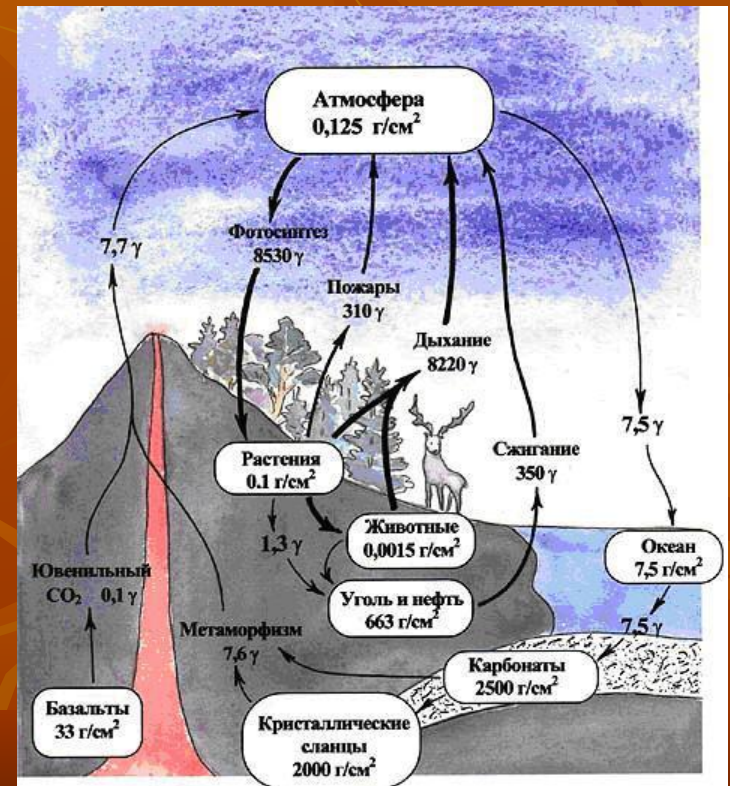 Атмосфера
0,125 г/см²
7,7 γ
Фотосинтез
8530 γ
Пожары
310 γ
Дыхание
8220 γ
7,5 γ
Сжигание
350 γ
Растения
0.1 г/см²
1,3 γ
Животные
0,0015 г/см²
Океан
7,5 г/см²
Ювенильный
CO₂ 0,1 γ
Уголь и нефть
663 г/см²
7,5 γ
Метаморфизм
7,6 γ
Карбонаты
2500 г/см²
Базальты
33 г/см²
Кристаллические
сланцы
2000 г/см²